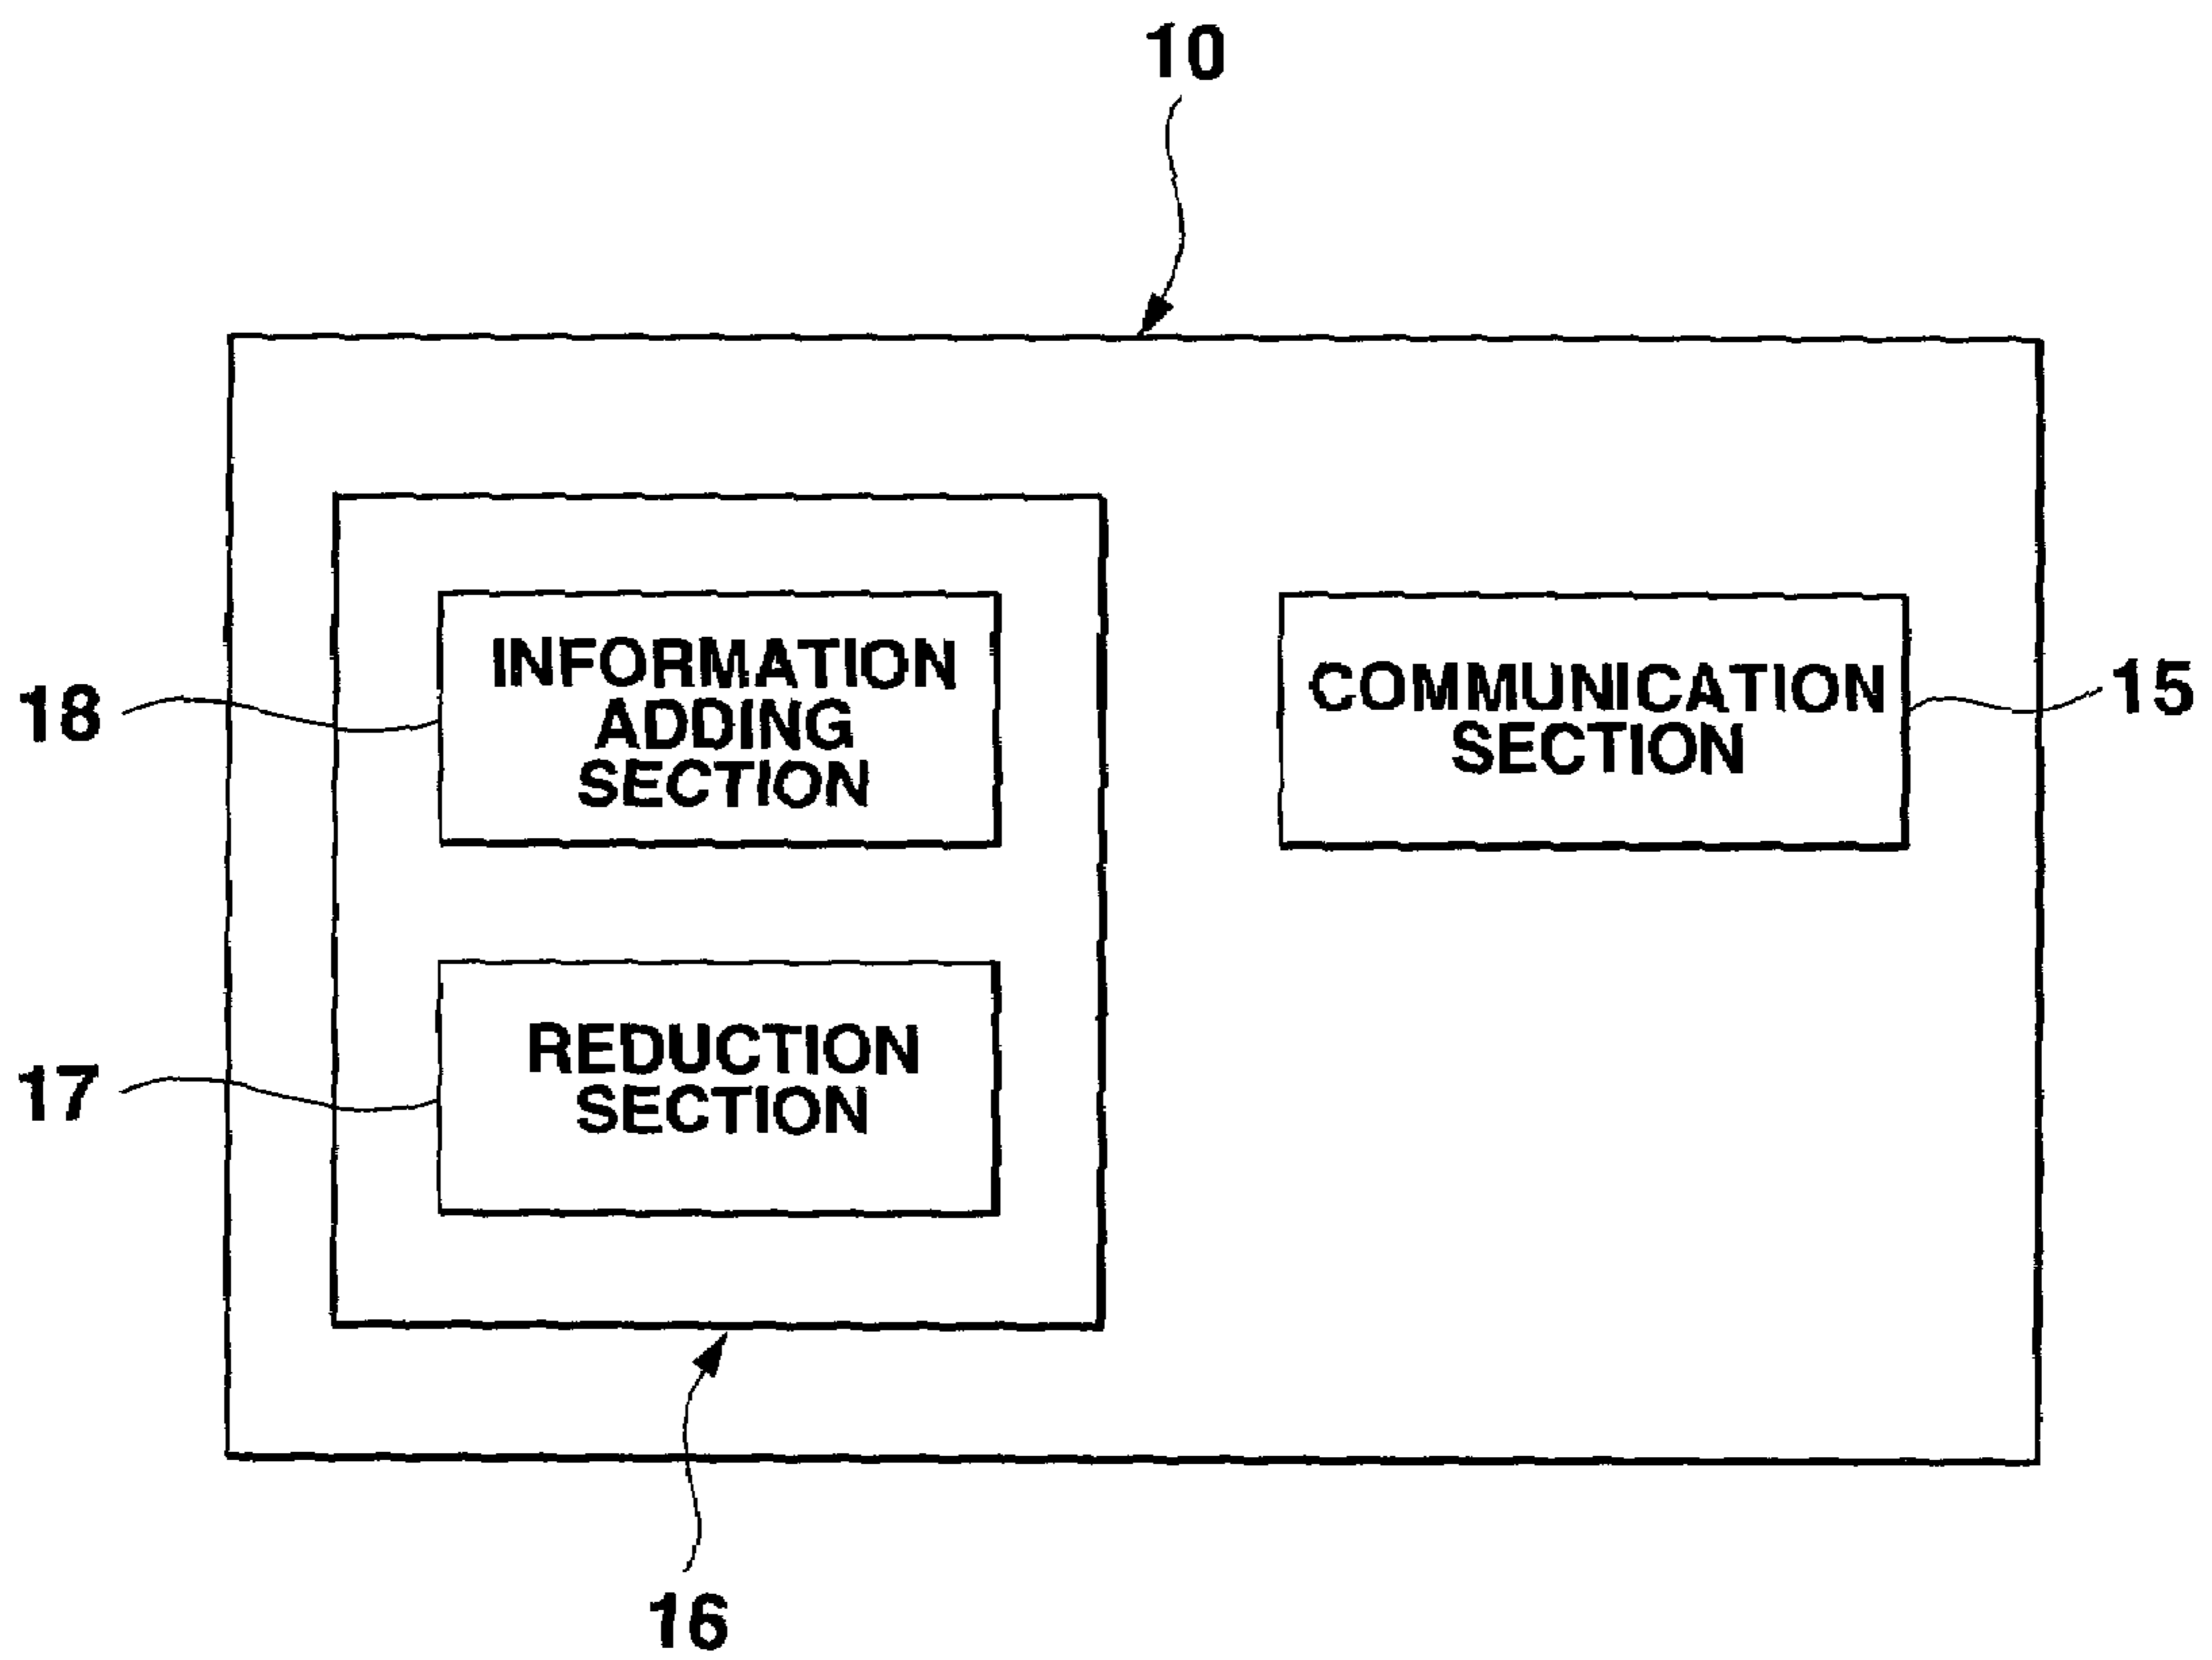 10
INFORMATION
ADDING
SECTION
18
COMMUNICATION
SECTION
15
REDUCTION
SECTION
17
16